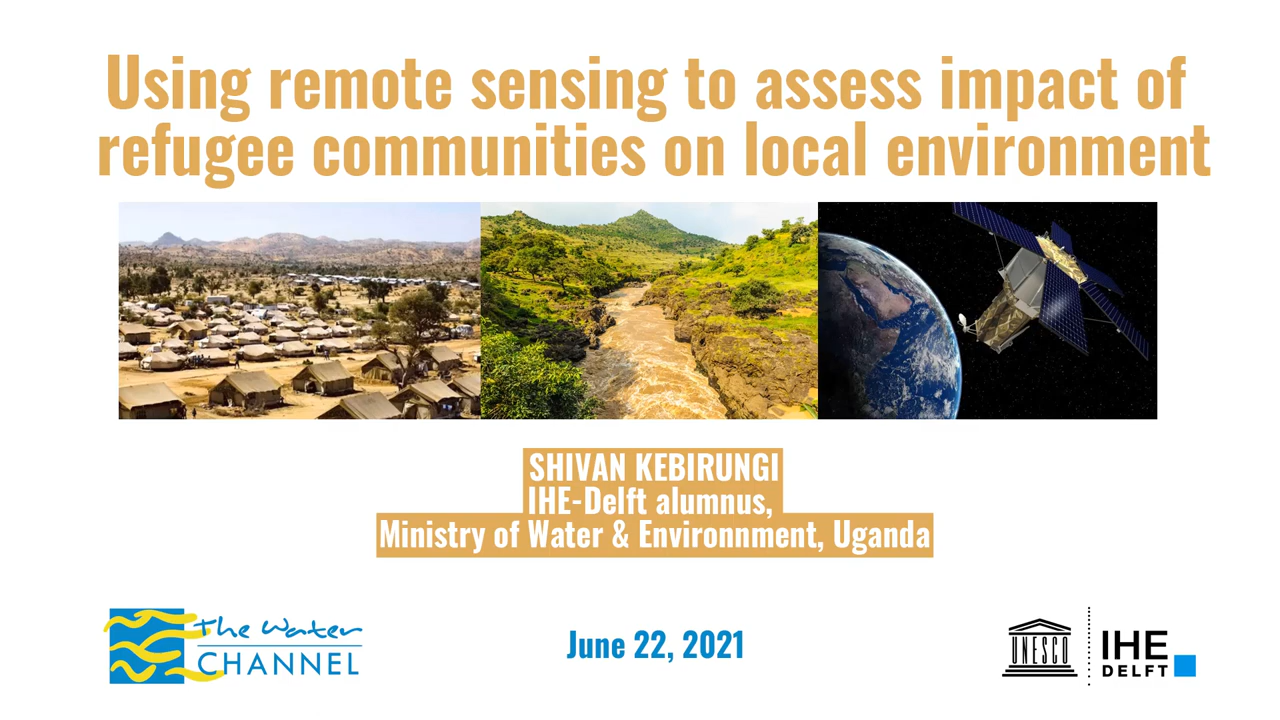 Using remote sensing to assess impact of
refugee communities on local environment
SHIVAN KEBIRUNGI
IHE-Delft alumnus,
Ministry of Water & Environnment, Uganda
The Water
CHANNEL
June 22, 2021
UNESCO
IHE
DELFT